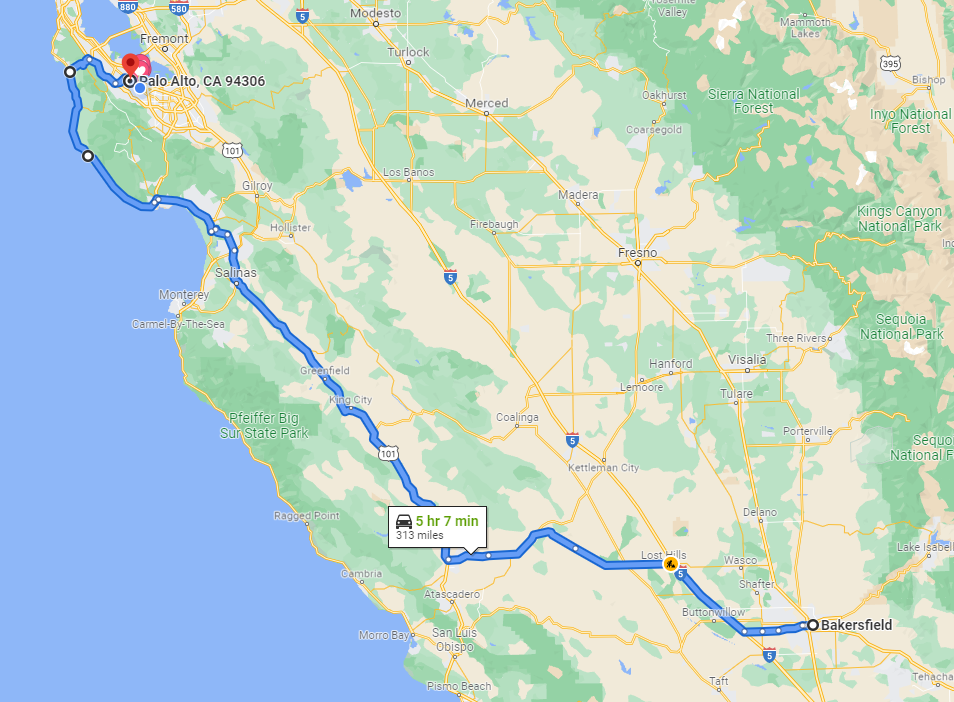 880
580
5
Modesto
Yosemite
Valley
Mammoth
Lakes
Fremont
Turlock
395
Bishop
Palo Alto, CA 94306
Oakhurst
Sierra National
Forest
Merced
Inyo National
Forest
Coarsegold
101
Los Banos
Gilroy
Madera
Kings Canyon
National Park
Hollister
Firebaugh
Fresno
Salinas
5
Monterey
Carmel-By-The-Sea
Sequoia
National Park
Three Rivers
Greenfield
Hanford
Visalia
Lemoore
Tulare
King City
Pfeiffer Big
Sur State Park
Coalinga
Porterville
101
5
Sequo
National F
Kettleman City
Ragged Point
5 hr 7 min
313 miles
Delano
Lost Hills
Wasco
Lake Isabel
5
Cambria
Shafter
Atascadero
Buttonwillow
Bakersfield
Morro Bay
San Luis
Obispo
5
Taft
Pismo Beach
Tehacha